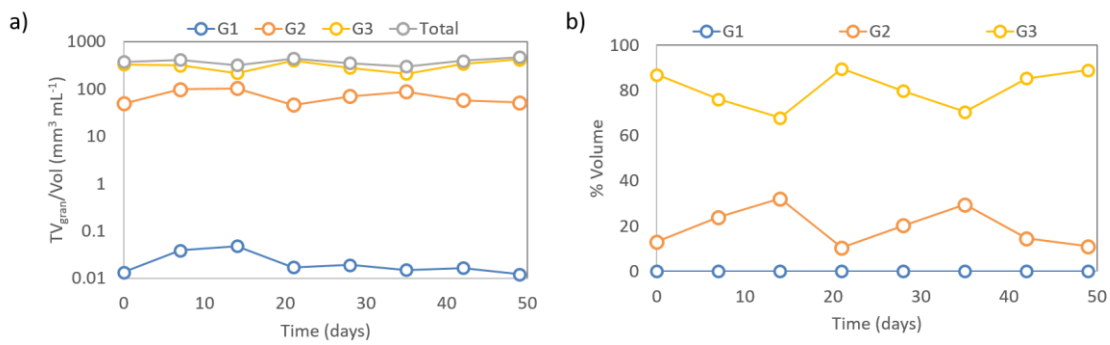 a)
G1 G2 G3 Total
1000
100
10
1
0.1
0.01
TVgran/Vol (mm³ mL⁻¹)
0 10 20 30 40 50
Time (days)
b)
G1 G2 G3
100
80
60
40
20
0
% Volume
0 10 20 30 40 50
Time (days)